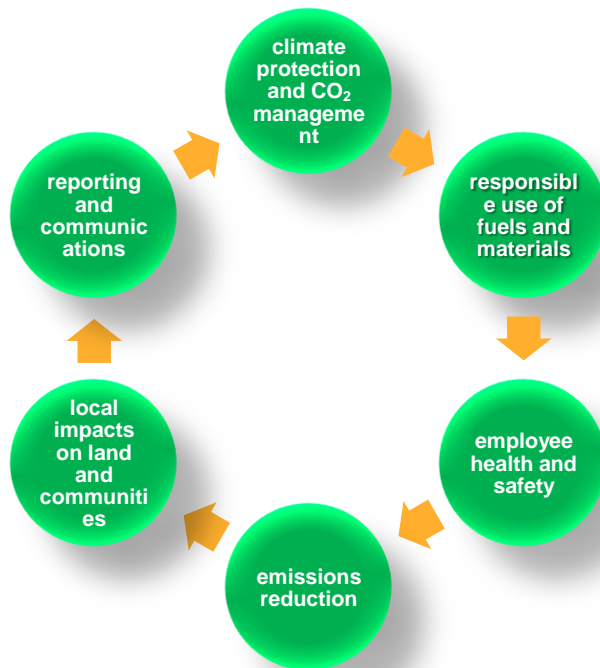 climate
protection
and CO₂
manageme
nt
responsibl
e use of
fuels and
materials
employee
health and
safety
emissions
reduction
local
impacts
on land
and
communiti
es
reporting
and
communic
ations